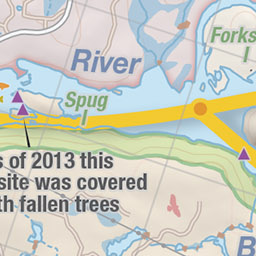 Forks
I
River
Spug
I
s of 2013 this
site was covered
th fallen trees
B